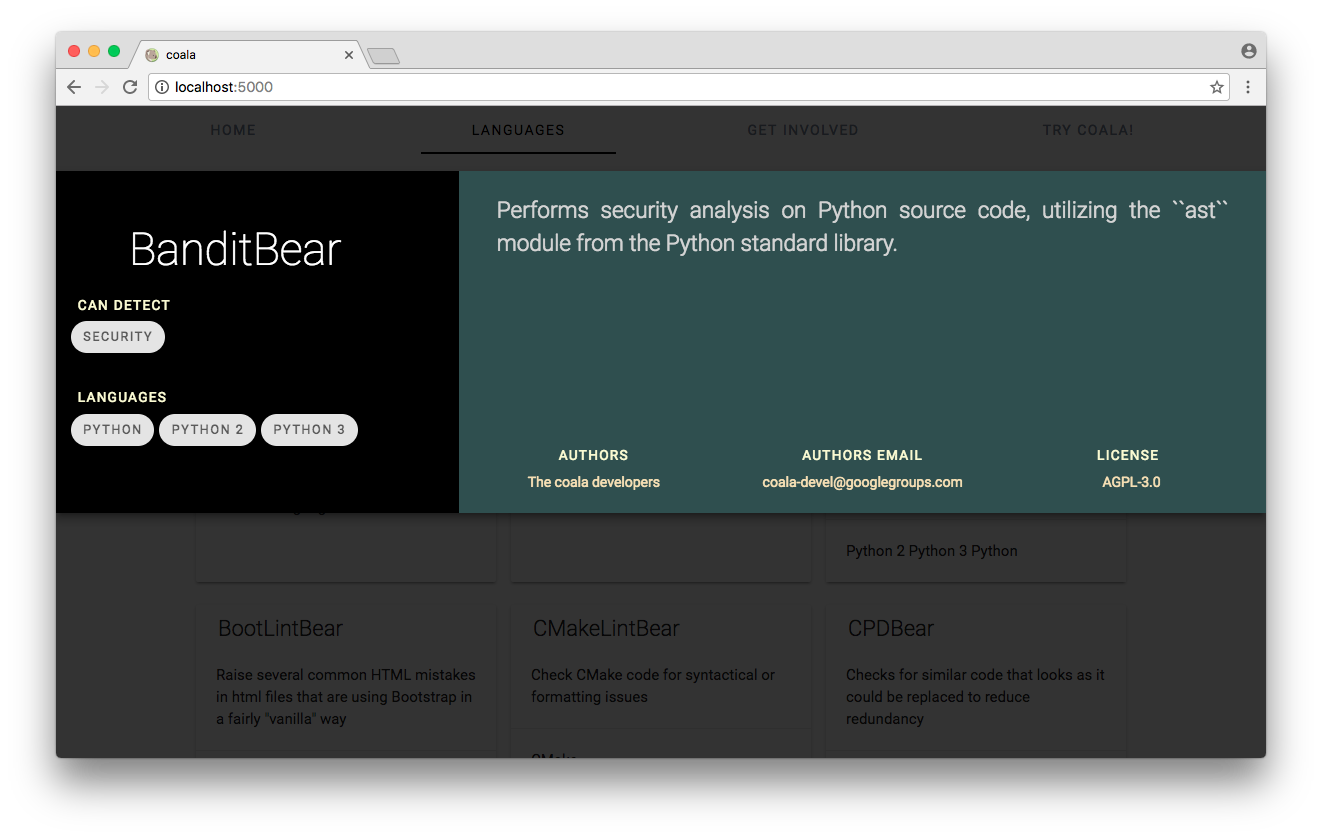 coala
localhost:5000
HOME LANGUAGES GET INVOLVED TRY COALA!
BanditBear
CAN DETECT
SECURITY
LANGUAGES
PYTHON PYTHON 2 PYTHON 3
Performs security analysis on Python source code, utilizing the ``ast``
module from the Python standard library.
AUTHORS AUTHORS EMAIL LICENSE
The coala developers coala-devel@googlegroups.com AGPL-3.0
Python 2 Python 3 Python
BootLintBear
Raise several common HTML mistakes
in html files that are using Bootstrap in
a fairly "vanilla" way
CMakeLintBear
Check CMake code for syntactical or
formatting issues
CMake
CPDBear
Checks for similar code that looks as it
could be replaced to reduce
redundancy